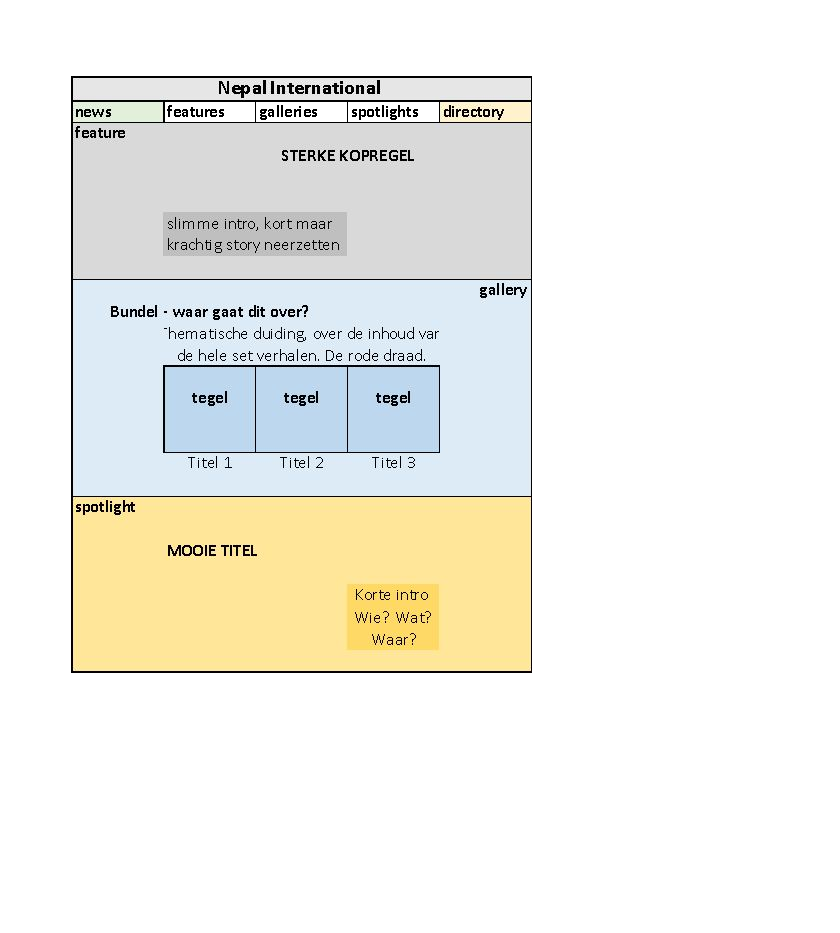 Nepal International
news features galleries spotlights directory
feature
STERKE KOPREGEL
slimme intro, kort maar
krachtig story neerzetten
gallery
Bundel - waar gaat dit over?
Thematische duiding, over de inhoud van
de hele set verhalen. De rode draad.
tegel tegel tegel
Titel 1 Titel 2 Titel 3
spotlight
MOOIE TITEL
Korte intro
Wie? Wat?
Waar?